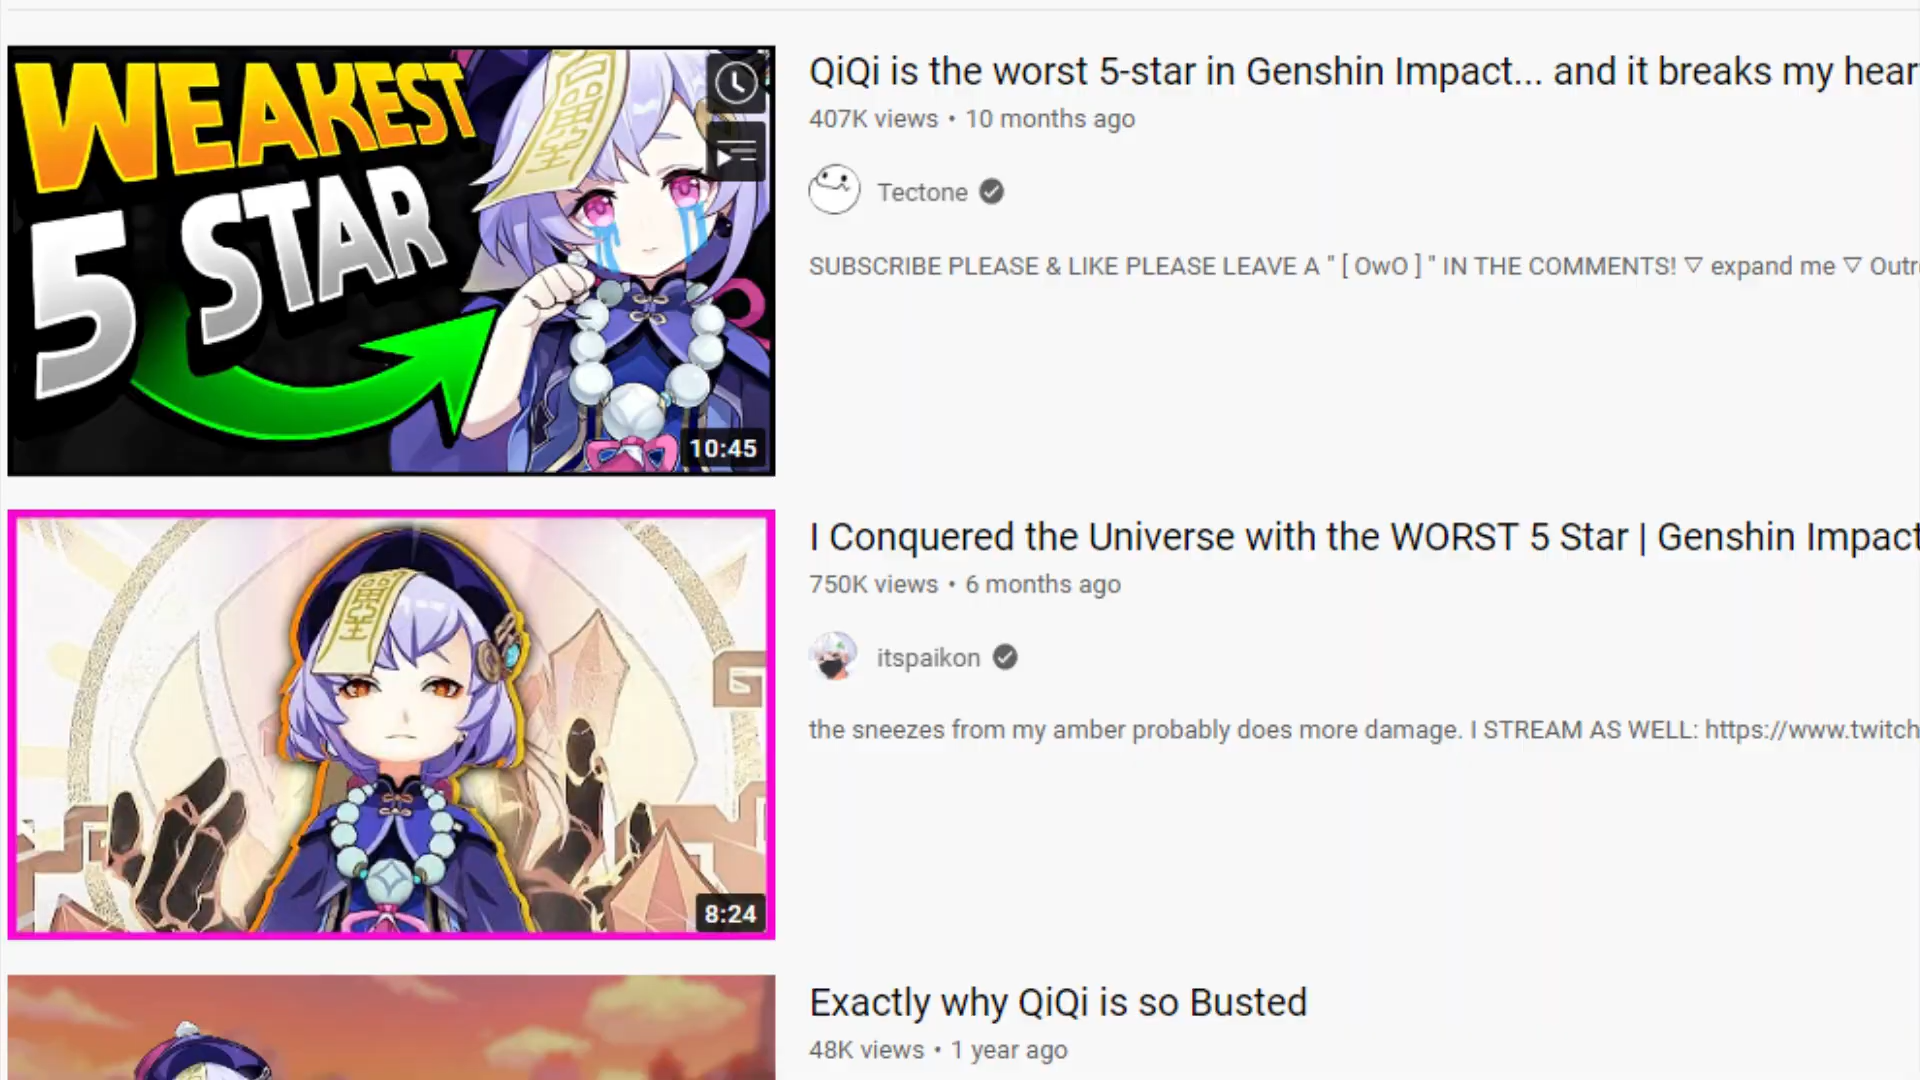 WEAKEST
5 STAR
10:45
QiQi is the worst 5-star in Genshin Impact... and it breaks my hear
407K views • 10 months ago
Tectone
SUBSCRIBE PLEASE & LIKE PLEASE LEAVE A " [ OwO ] " IN THE COMMENTS! ▽ expand me ▽ Outr
8:24
I Conquered the Universe with the WORST 5 Star | Genshin Impact
750K views • 6 months ago
itspaikon
the sneezes from my amber probably does more damage. I STREAM AS WELL: https://www.twitch
Exactly why QiQi is so Busted
48K views • 1 year ago